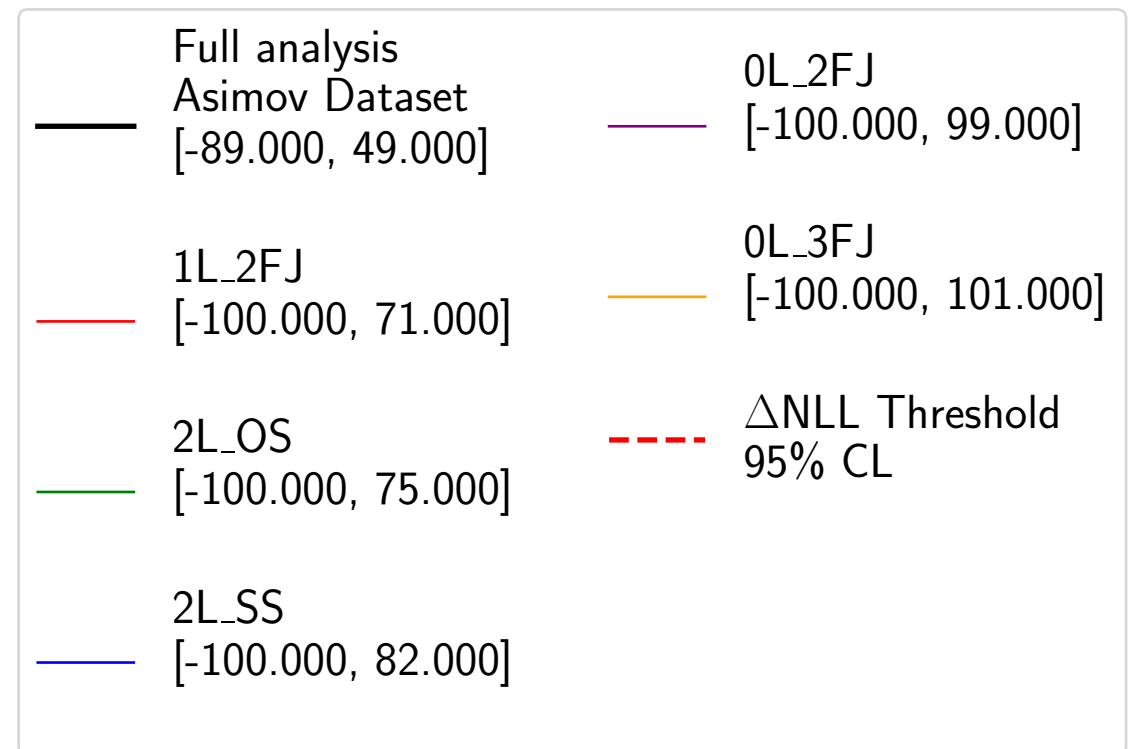 Full analysis
Asimov Dataset
[-89.000, 49.000]
1L_2FJ
[-100.000, 71.000]
2L_OS
[-100.000, 75.000]
2L_SS
[-100.000, 82.000]
0L_2FJ
[-100.000, 99.000]
0L_3FJ
[-100.000, 101.000]
ΔNLL Threshold
95% CL